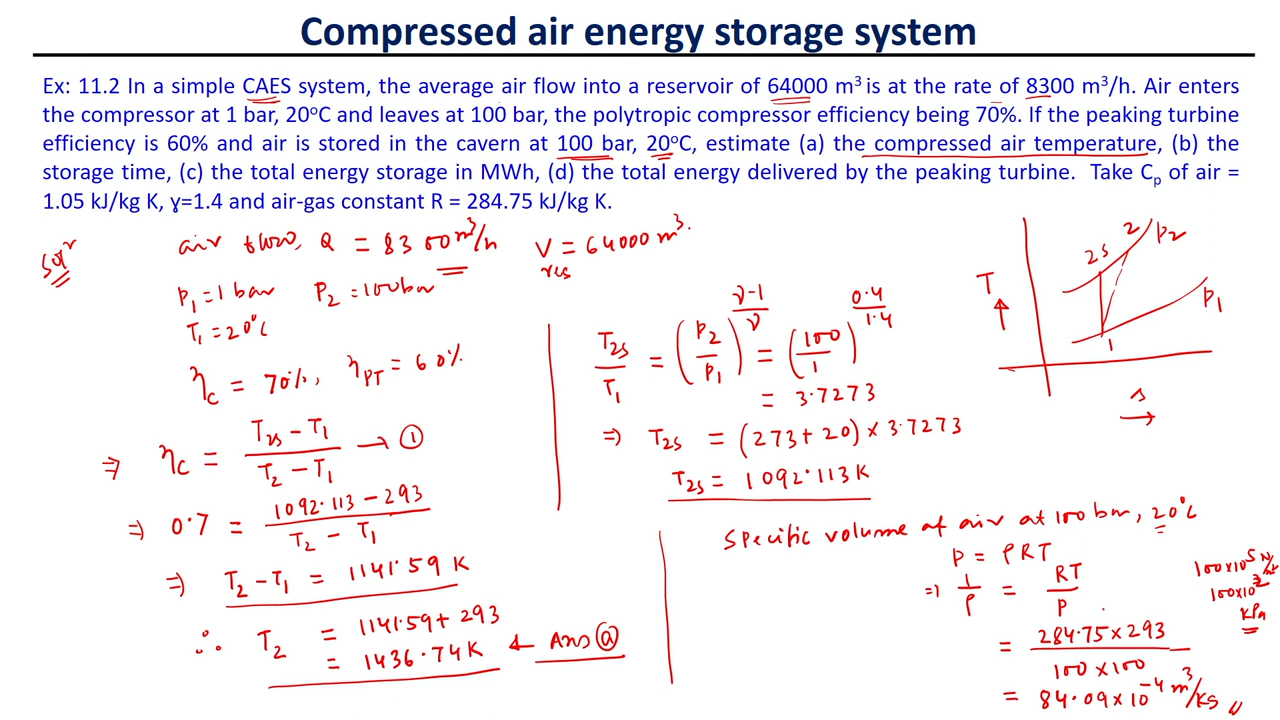 Compressed air energy storage system
Ex: 11.2 In a simple CAES system, the average air flow into a reservoir of 64000 m³ is at the rate of 8300 m³/h. Air enters
the compressor at 1 bar, 20°C and leaves at 100 bar, the polytropic compressor efficiency being 70%. If the peaking turbine
efficiency is 60% and air is stored in the cavern at 100 bar, 20°C, estimate (a) the compressed air temperature, (b) the
storage time, (c) the total energy storage in MWh, (d) the total energy delivered by the peaking turbine. Take Cp of air =
1.05 kJ/kg K, ɣ=1.4 and air-gas constant R = 284.75 kJ/kg K.
Solⁿ
air flow, Q = 8300 m³/h
V res = 64000 m³.
P₁ = 1 bar P₂ = 100 bar
T₁ = 20°C
η_c = 70%, η_PT = 60%
⇒ η_c = (T₂s - T₁)/(T₂ - T₁) → ①
⇒ 0.7 = (1092.113 - 293)/(T₂ - T₁)
⇒ T₂ - T₁ = 1141.59 K
∴ T₂ = 1141.59 + 293
= 1436.74 K ← Ans ⓐ
T₂s/T₁ = (P₂/P₁)^((γ-1)/γ) = (100/1)^(0.4/1.4)
= 3.7273
⇒ T₂s = (273+20) × 3.7273
T₂s = 1092.113 K
T
2s
2
P₂
P₁
1
s
Specific volume of air at 100 bar, 20°C
P = ρRT
⇒ 1/ρ = RT/P
= (284.75 × 293)/(100 × 100)
= 84.09 × 10⁻⁴ m³/kg
100×10⁵ N/m²
100×10² kPa